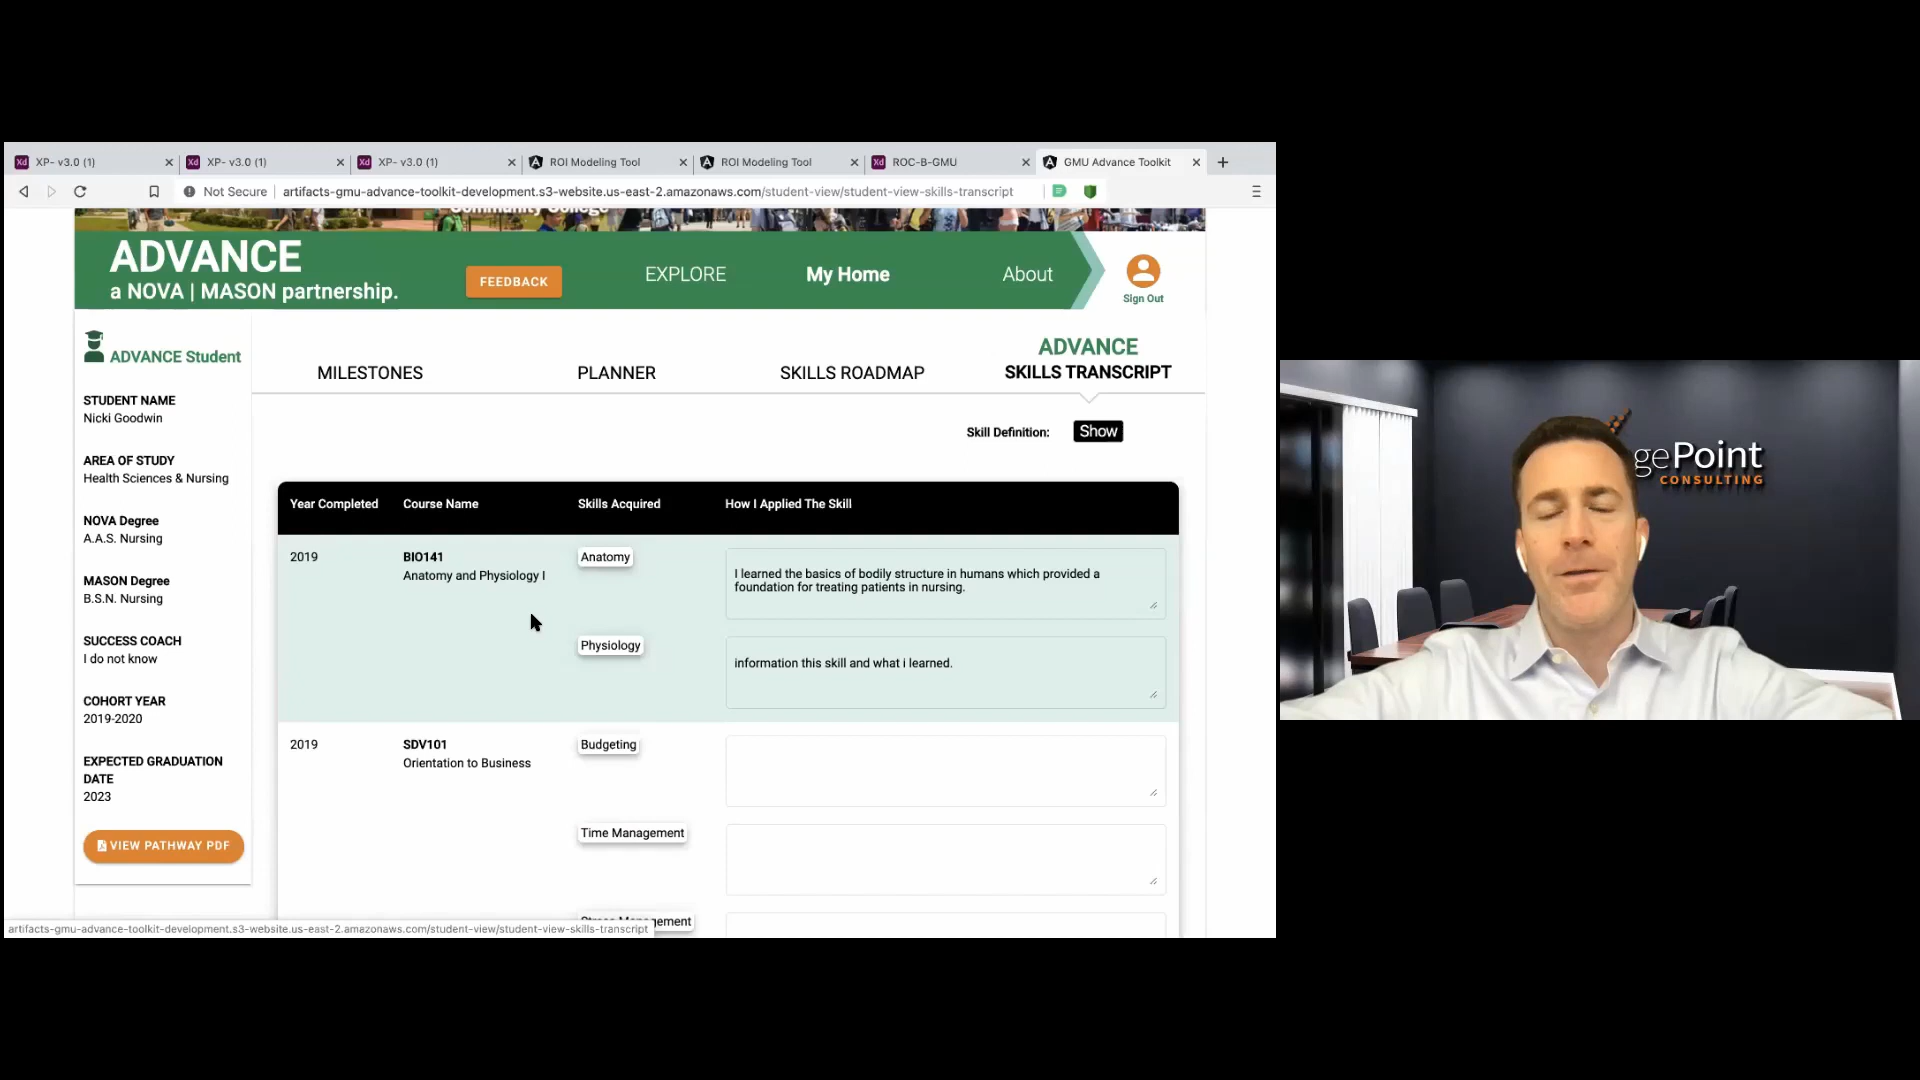 XP- v3.0 (1)
XP- v3.0 (1)
XP- v3.0 (1)
ROI Modeling Tool
ROI Modeling Tool
ROC-B-GMU
GMU Advance Toolkit
Not Secure
artifacts-gmu-advance-toolkit-development.s3-website.us-east-2.amazonaws.com/student-view/student-view-skills-transcript
Community College
ADVANCE
a NOVA | MASON partnership.
FEEDBACK
EXPLORE
My Home
About
Sign Out
ADVANCE Student
STUDENT NAME
Nicki Goodwin
AREA OF STUDY
Health Sciences & Nursing
NOVA Degree
A.A.S. Nursing
MASON Degree
B.S.N. Nursing
SUCCESS COACH
I do not know
COHORT YEAR
2019-2020
EXPECTED GRADUATION
DATE
2023
VIEW PATHWAY PDF
MILESTONES
PLANNER
SKILLS ROADMAP
ADVANCE
SKILLS TRANSCRIPT
Skill Definition:
Show
Year Completed
Course Name
Skills Acquired
How I Applied The Skill
2019
BIO141
Anatomy and Physiology I
Anatomy
I learned the basics of bodily structure in humans which provided a
foundation for treating patients in nursing.
Physiology
information this skill and what i learned.
2019
SDV101
Orientation to Business
Budgeting
Time Management
Stress Management
artifacts-gmu-advance-toolkit-development.s3-website.us-east-2.amazonaws.com/student-view/student-view-skills-transcript
gePoint
CONSULTING